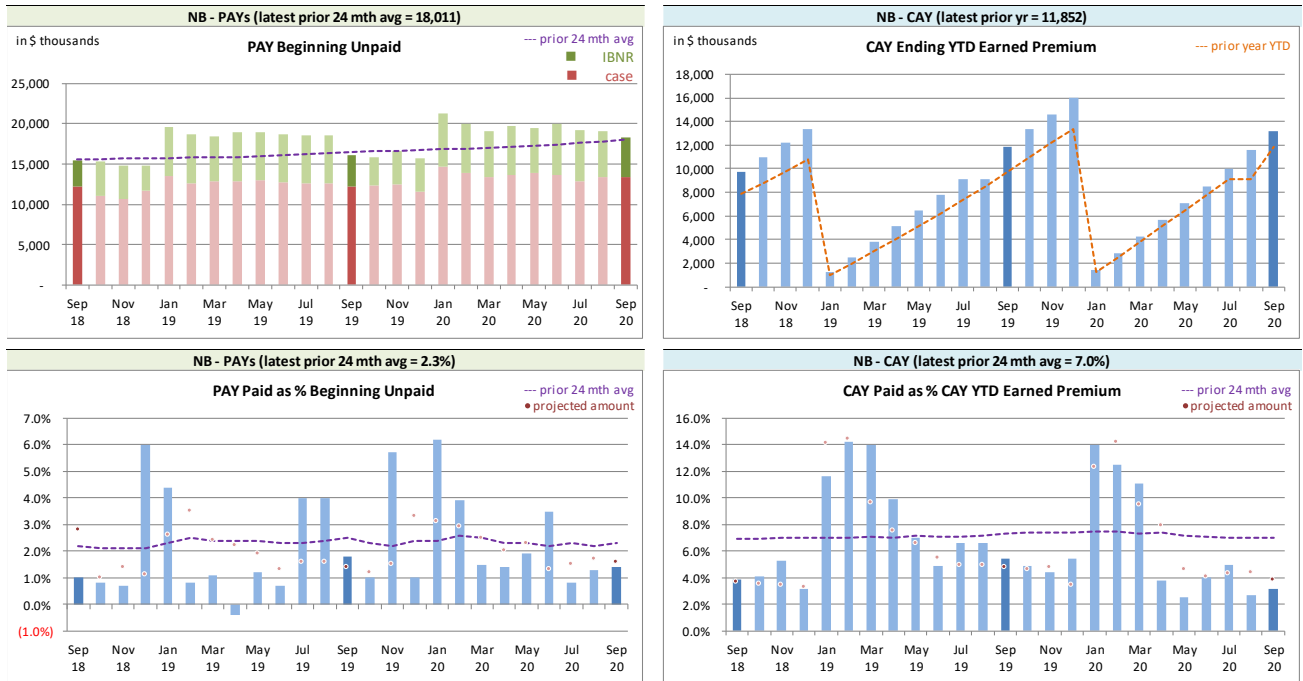 NB - PAYs (latest prior 24 mth avg = 18,011)
in $ thousands
PAY Beginning Unpaid
--- prior 24 mth avg
IBNR
case
25,000
20,000
15,000
10,000
5,000
-
Sep Nov Jan Mar May Jul Sep Nov Jan Mar May Jul Sep
18 18 19 19 19 19 19 19 20 20 20 20 20
NB - CAY (latest prior yr = 11,852)
in $ thousands
CAY Ending YTD Earned Premium
--- prior year YTD
18,000
16,000
14,000
12,000
10,000
8,000
6,000
4,000
2,000
-
Sep Nov Jan Mar May Jul Sep Nov Jan Mar May Jul Sep
18 18 19 19 19 19 19 19 20 20 20 20 20
NB - PAYs (latest prior 24 mth avg = 2.3%)
PAY Paid as % Beginning Unpaid
--- prior 24 mth avg
projected amount
7.0%
6.0%
5.0%
4.0%
3.0%
2.0%
1.0%
0.0%
(1.0%)
Sep Nov Jan Mar May Jul Sep Nov Jan Mar May Jul Sep
18 18 19 19 19 19 19 19 20 20 20 20 20
NB - CAY (latest prior 24 mth avg = 7.0%)
CAY Paid as % CAY YTD Earned Premium
--- prior 24 mth avg
projected amount
16.0%
14.0%
12.0%
10.0%
8.0%
6.0%
4.0%
2.0%
0.0%
Sep Nov Jan Mar May Jul Sep Nov Jan Mar May Jul Sep
18 18 19 19 19 19 19 19 20 20 20 20 20